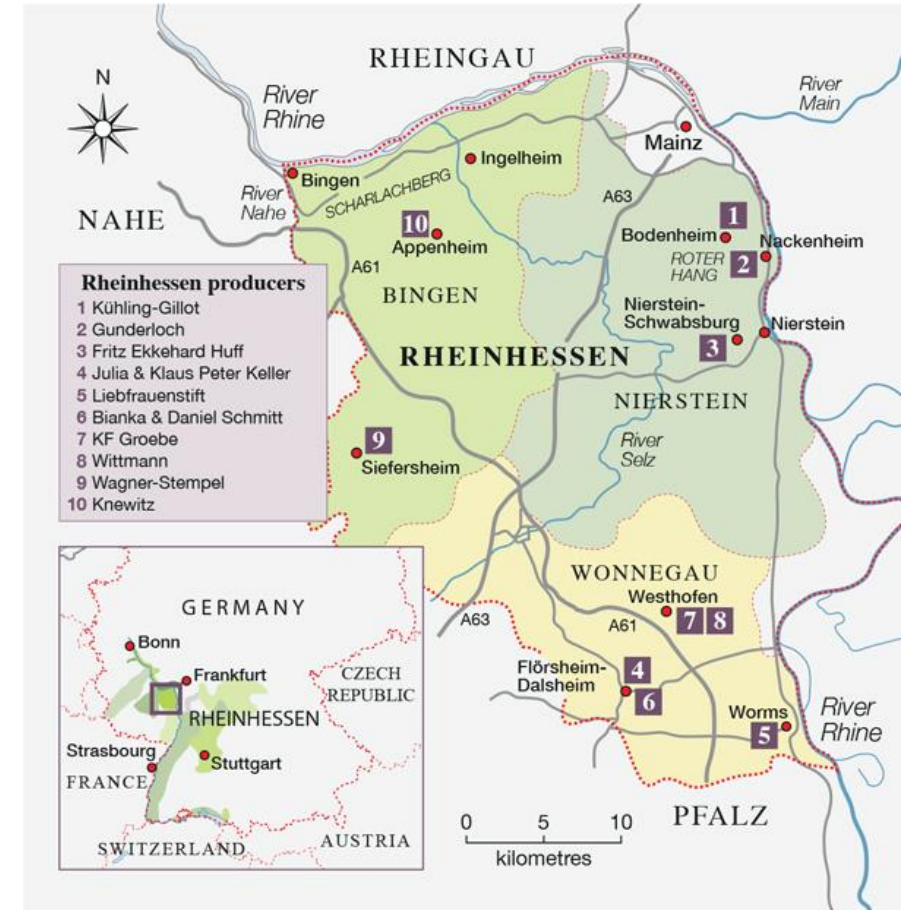 RHEINGAU
N
River
Rhine
River
Main
Mainz
Ingelheim
Bingen
SCHARLACHBERG
River
Nahe
A63
NAHE
10
Appenheim
1
Bodenheim
Nackenheim
ROTER
HANG
2
A61
BINGEN
Nierstein-
Schwabsburg
Nierstein
3
RHEINHESSEN
NIERSTEIN
Rheinhessen producers
1 Kühling-Gillot
2 Gunderloch
3 Fritz Ekkehard Huff
4 Julia & Klaus Peter Keller
5 Liebfrauenstift
6 Bianka & Daniel Schmitt
7 KF Groebe
8 Wittmann
9 Wagner-Stempel
10 Knewitz
9
Siefersheim
River
Selz
WONNEGAU
Westhofen
7 8
A63
A61
Flörsheim-
Dalsheim
4
6
Worms
5
River
Rhine
PFALZ
0 5 10
kilometres
GERMANY
Bonn
Frankfurt
CZECH
REPUBLIC
RHEINHESSEN
Strasbourg
Stuttgart
FRANCE
SWITZERLAND
AUSTRIA